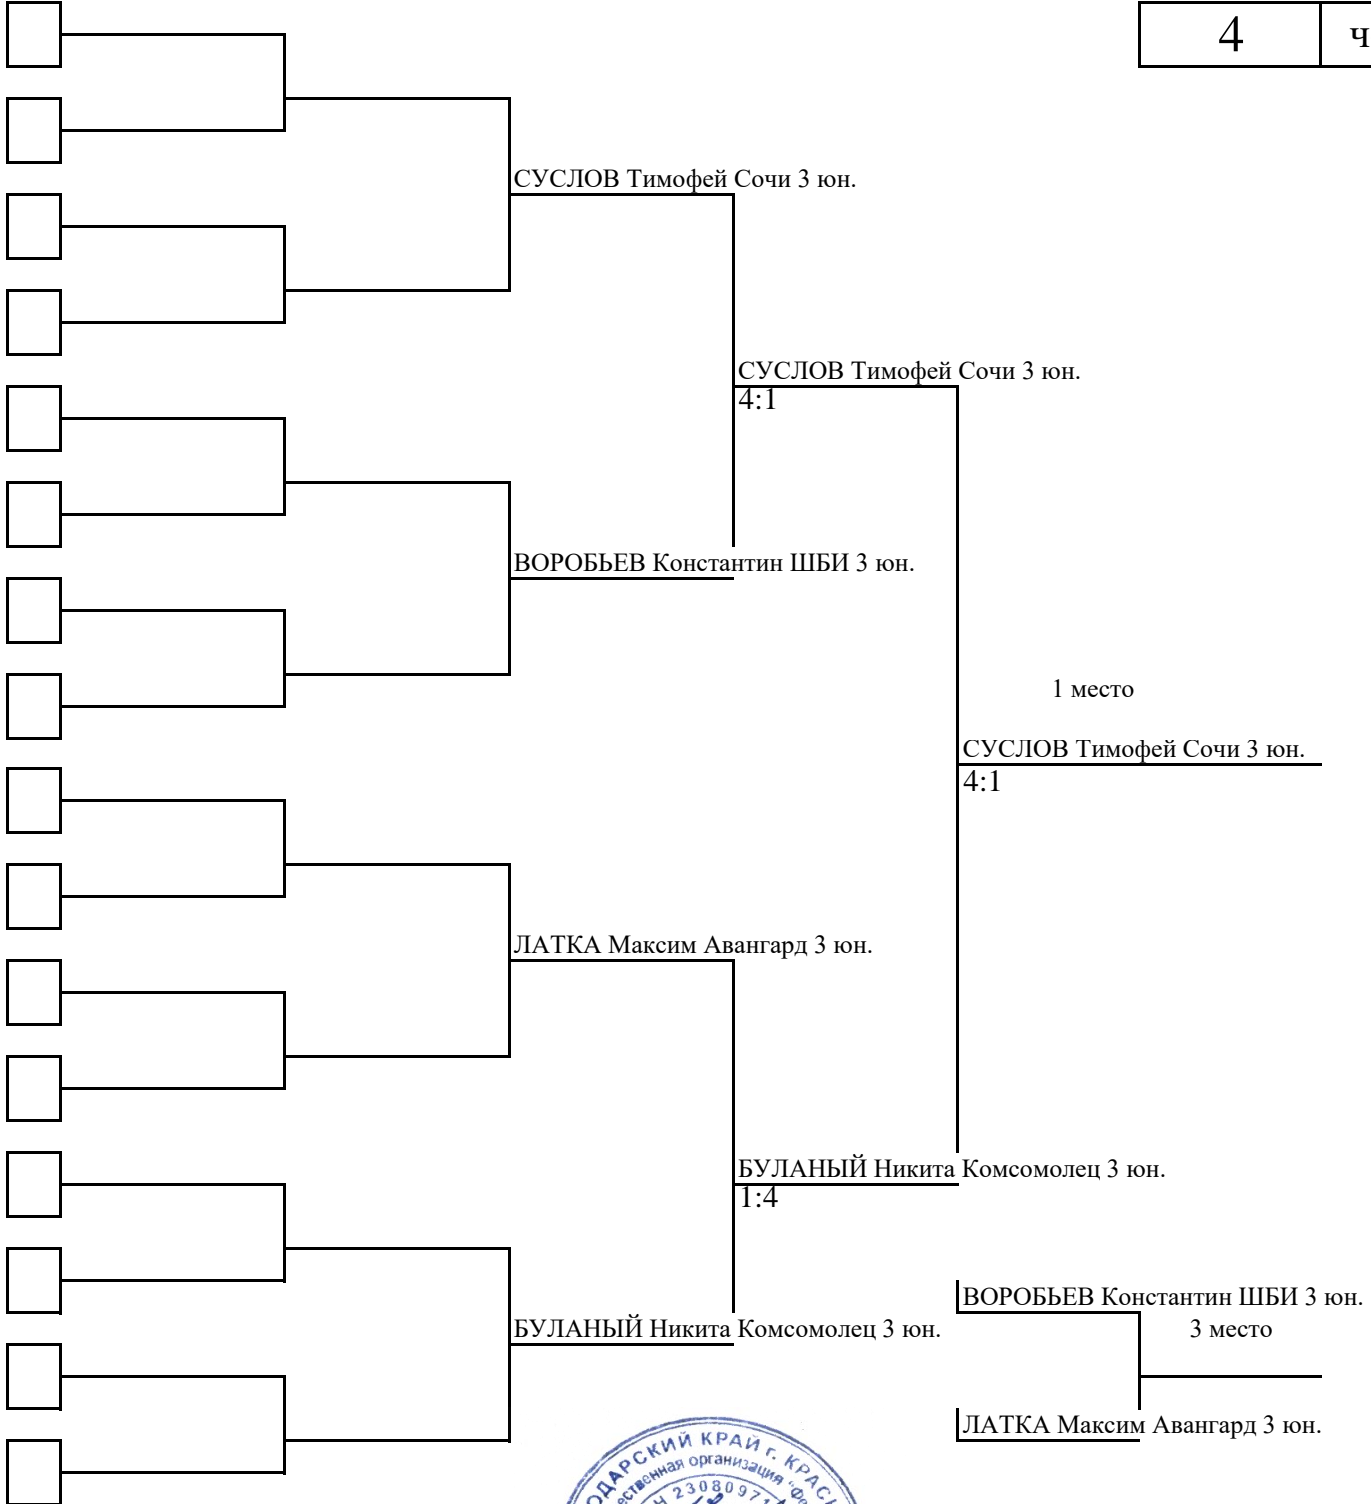 4 ч
СУСЛОВ Тимофей Сочи 3 юн.
СУСЛОВ Тимофей Сочи 3 юн.
4:1
ВОРОБЬЕВ Константин ШБИ 3 юн.
1 место
СУСЛОВ Тимофей Сочи 3 юн.
4:1
ЛАТКА Максим Авангард 3 юн.
БУЛАНЫЙ Никита Комсомолец 3 юн.
1:4
ВОРОБЬЕВ Константин ШБИ 3 юн.
БУЛАНЫЙ Никита Комсомолец 3 юн.
3 место
ЛАТКА Максим Авангард 3 юн.
КРАЙ г.
организация